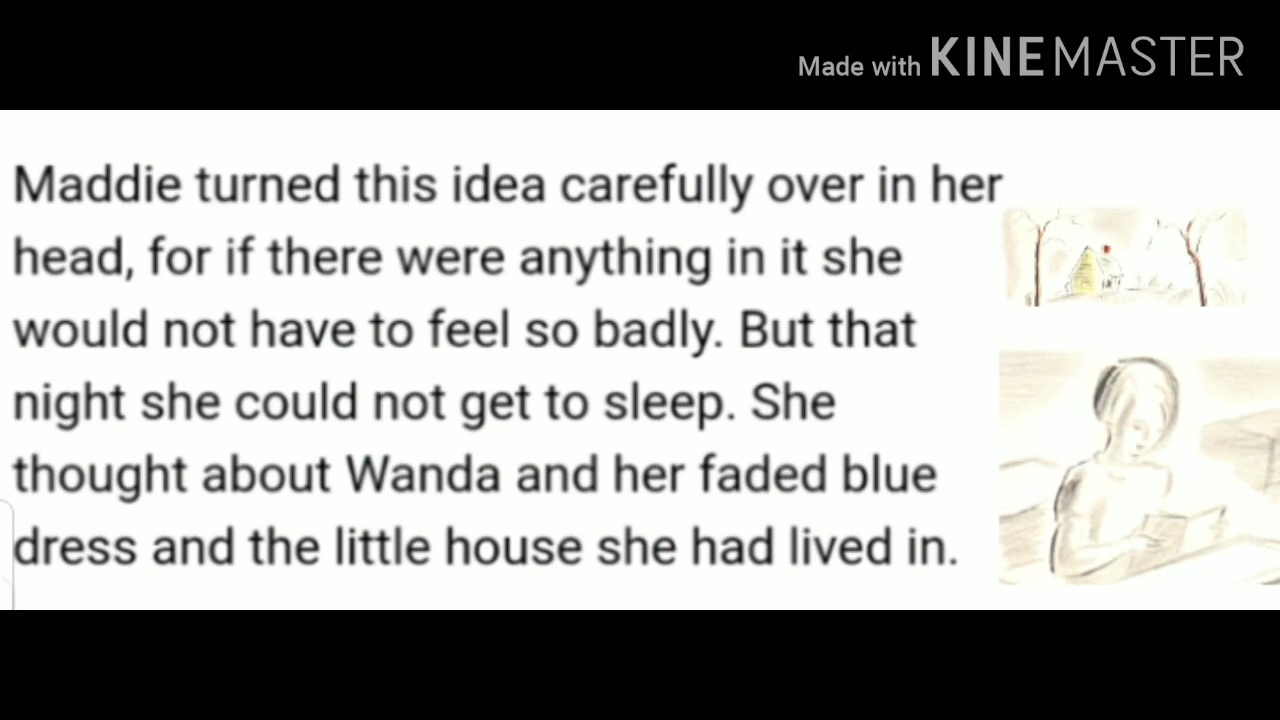 Made with KINEMASTER
Maddie turned this idea carefully over in her
head, for if there were anything in it she
would not have to feel so badly. But that
night she could not get to sleep. She
thought about Wanda and her faded blue
dress and the little house she had lived in.